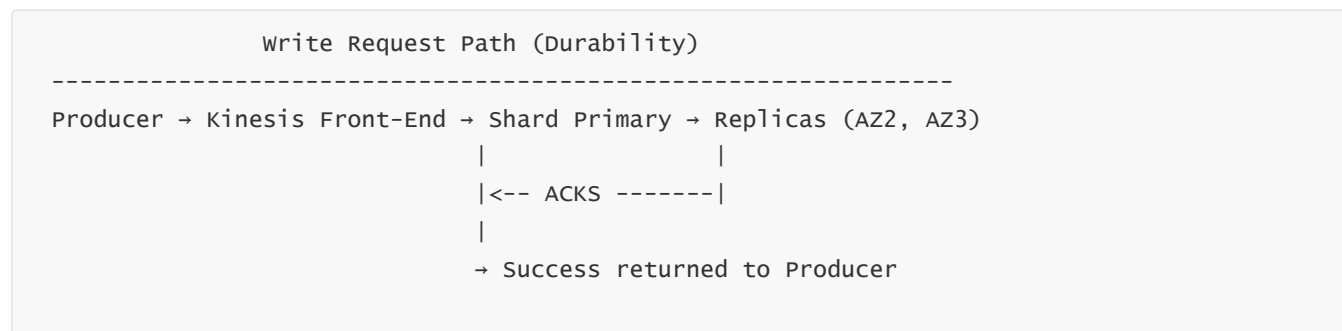 Write Request Path (Durability)
----------------------------------------------------------------
Producer → Kinesis Front-End → Shard Primary → Replicas (AZ2, AZ3)
| |
|<-- ACKS -------|
|
→ Success returned to Producer